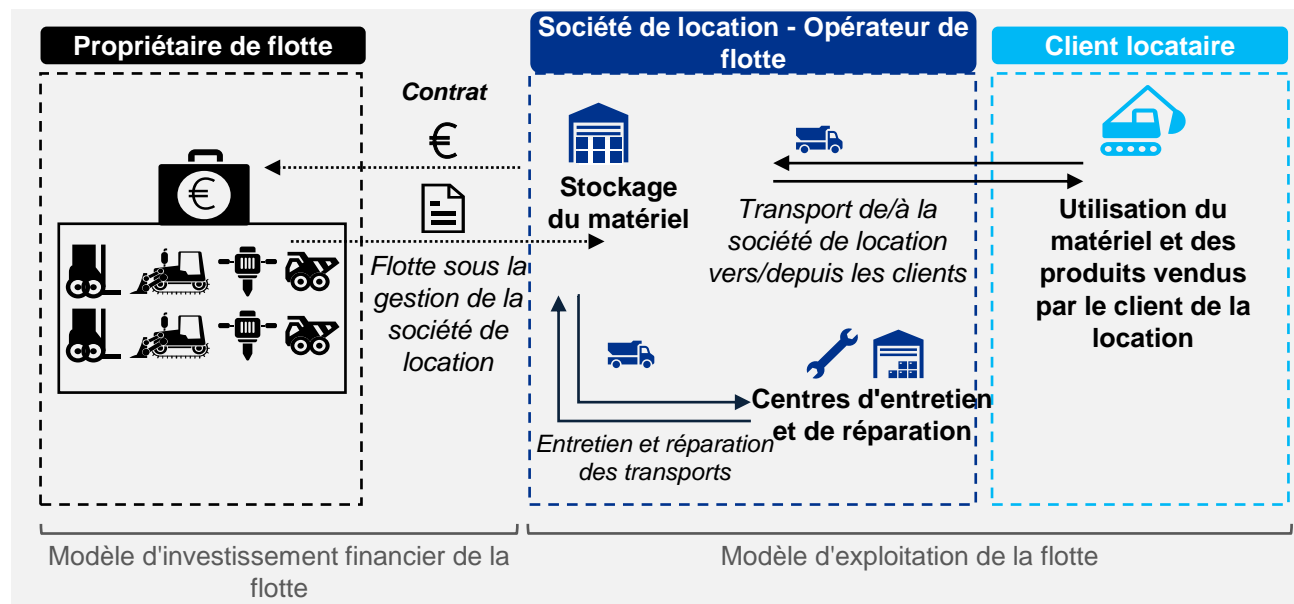 Propriétaire de flotte
Société de location - Opérateur de
flotte
Client locataire
Contrat
€
€
Flotte sous la
gestion de la
société de
location
Stockage
du matériel
Transport de/à la
société de location
vers/depuis les clients
Utilisation du
matériel et des
produits vendus
par le client de la
location
Centres d'entretien
et de réparation
Entretien et réparation
des transports
Modèle d'investissement financier de la
flotte
Modèle d'exploitation de la flotte